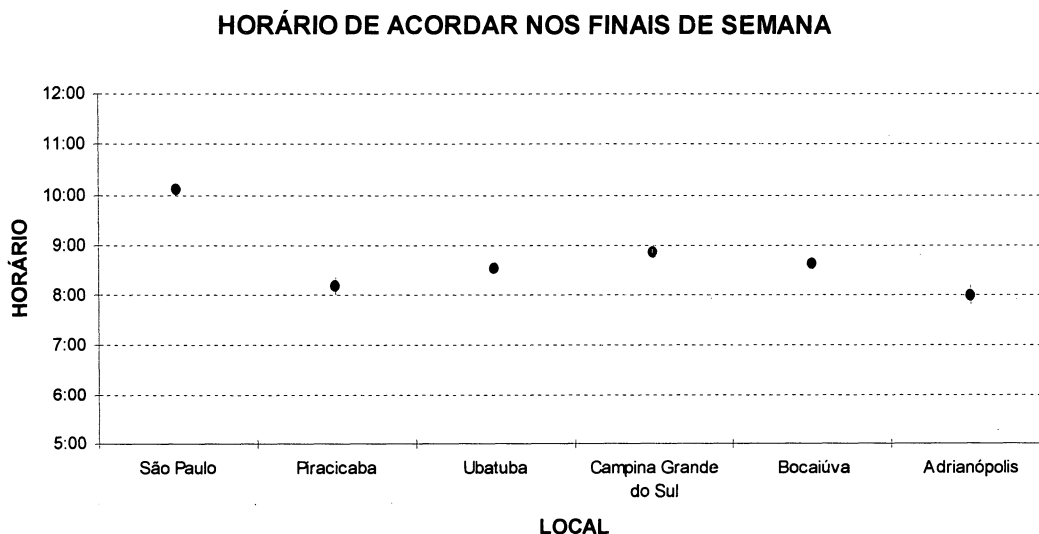 HORÁRIO DE ACORDAR NOS FINAIS DE SEMANA
12:00
11:00
10:00
9:00
8:00
7:00
6:00
5:00
HORÁRIO
São Paulo
Piracicaba
Ubatuba
Campina Grande
do Sul
Bocaiúva
Adrianópolis
LOCAL